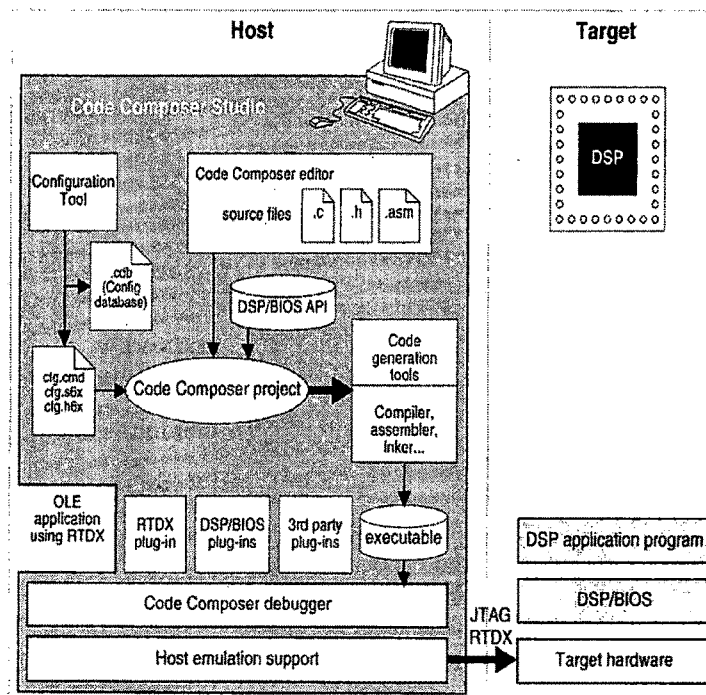 Host
Target
Code Composer Studio
Configuration
Tool
Code Composer editor
source files
.c
.h
.asm
DSP
.cdb
(Config
database)
DSP/BIOS API
Code
generation
tools
cfg.cmd
cfg.s6x
cfg.h6x
Code Composer project
Compiler,
assembler,
linker...
OLE
application
using RTDX
RTDX
plug-in
DSP/BIOS
plug-ins
3rd party
plug-ins
executable
DSP application program
Code Composer debugger
JTAG
DSP/BIOS
RTDX
Host emulation support
Target hardware